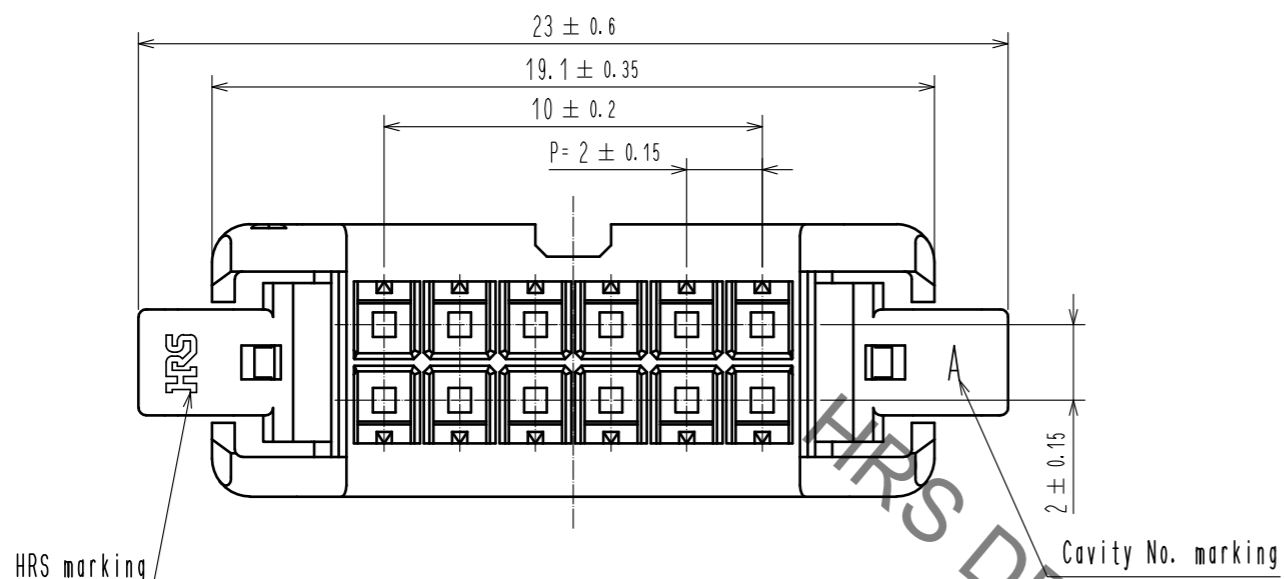 23 ± 0.6
19.1 ± 0.35
10 ± 0.2
P= 2 ± 0.15
HRS
A
2 ± 0.15
HRS marking
Cavity No. marking